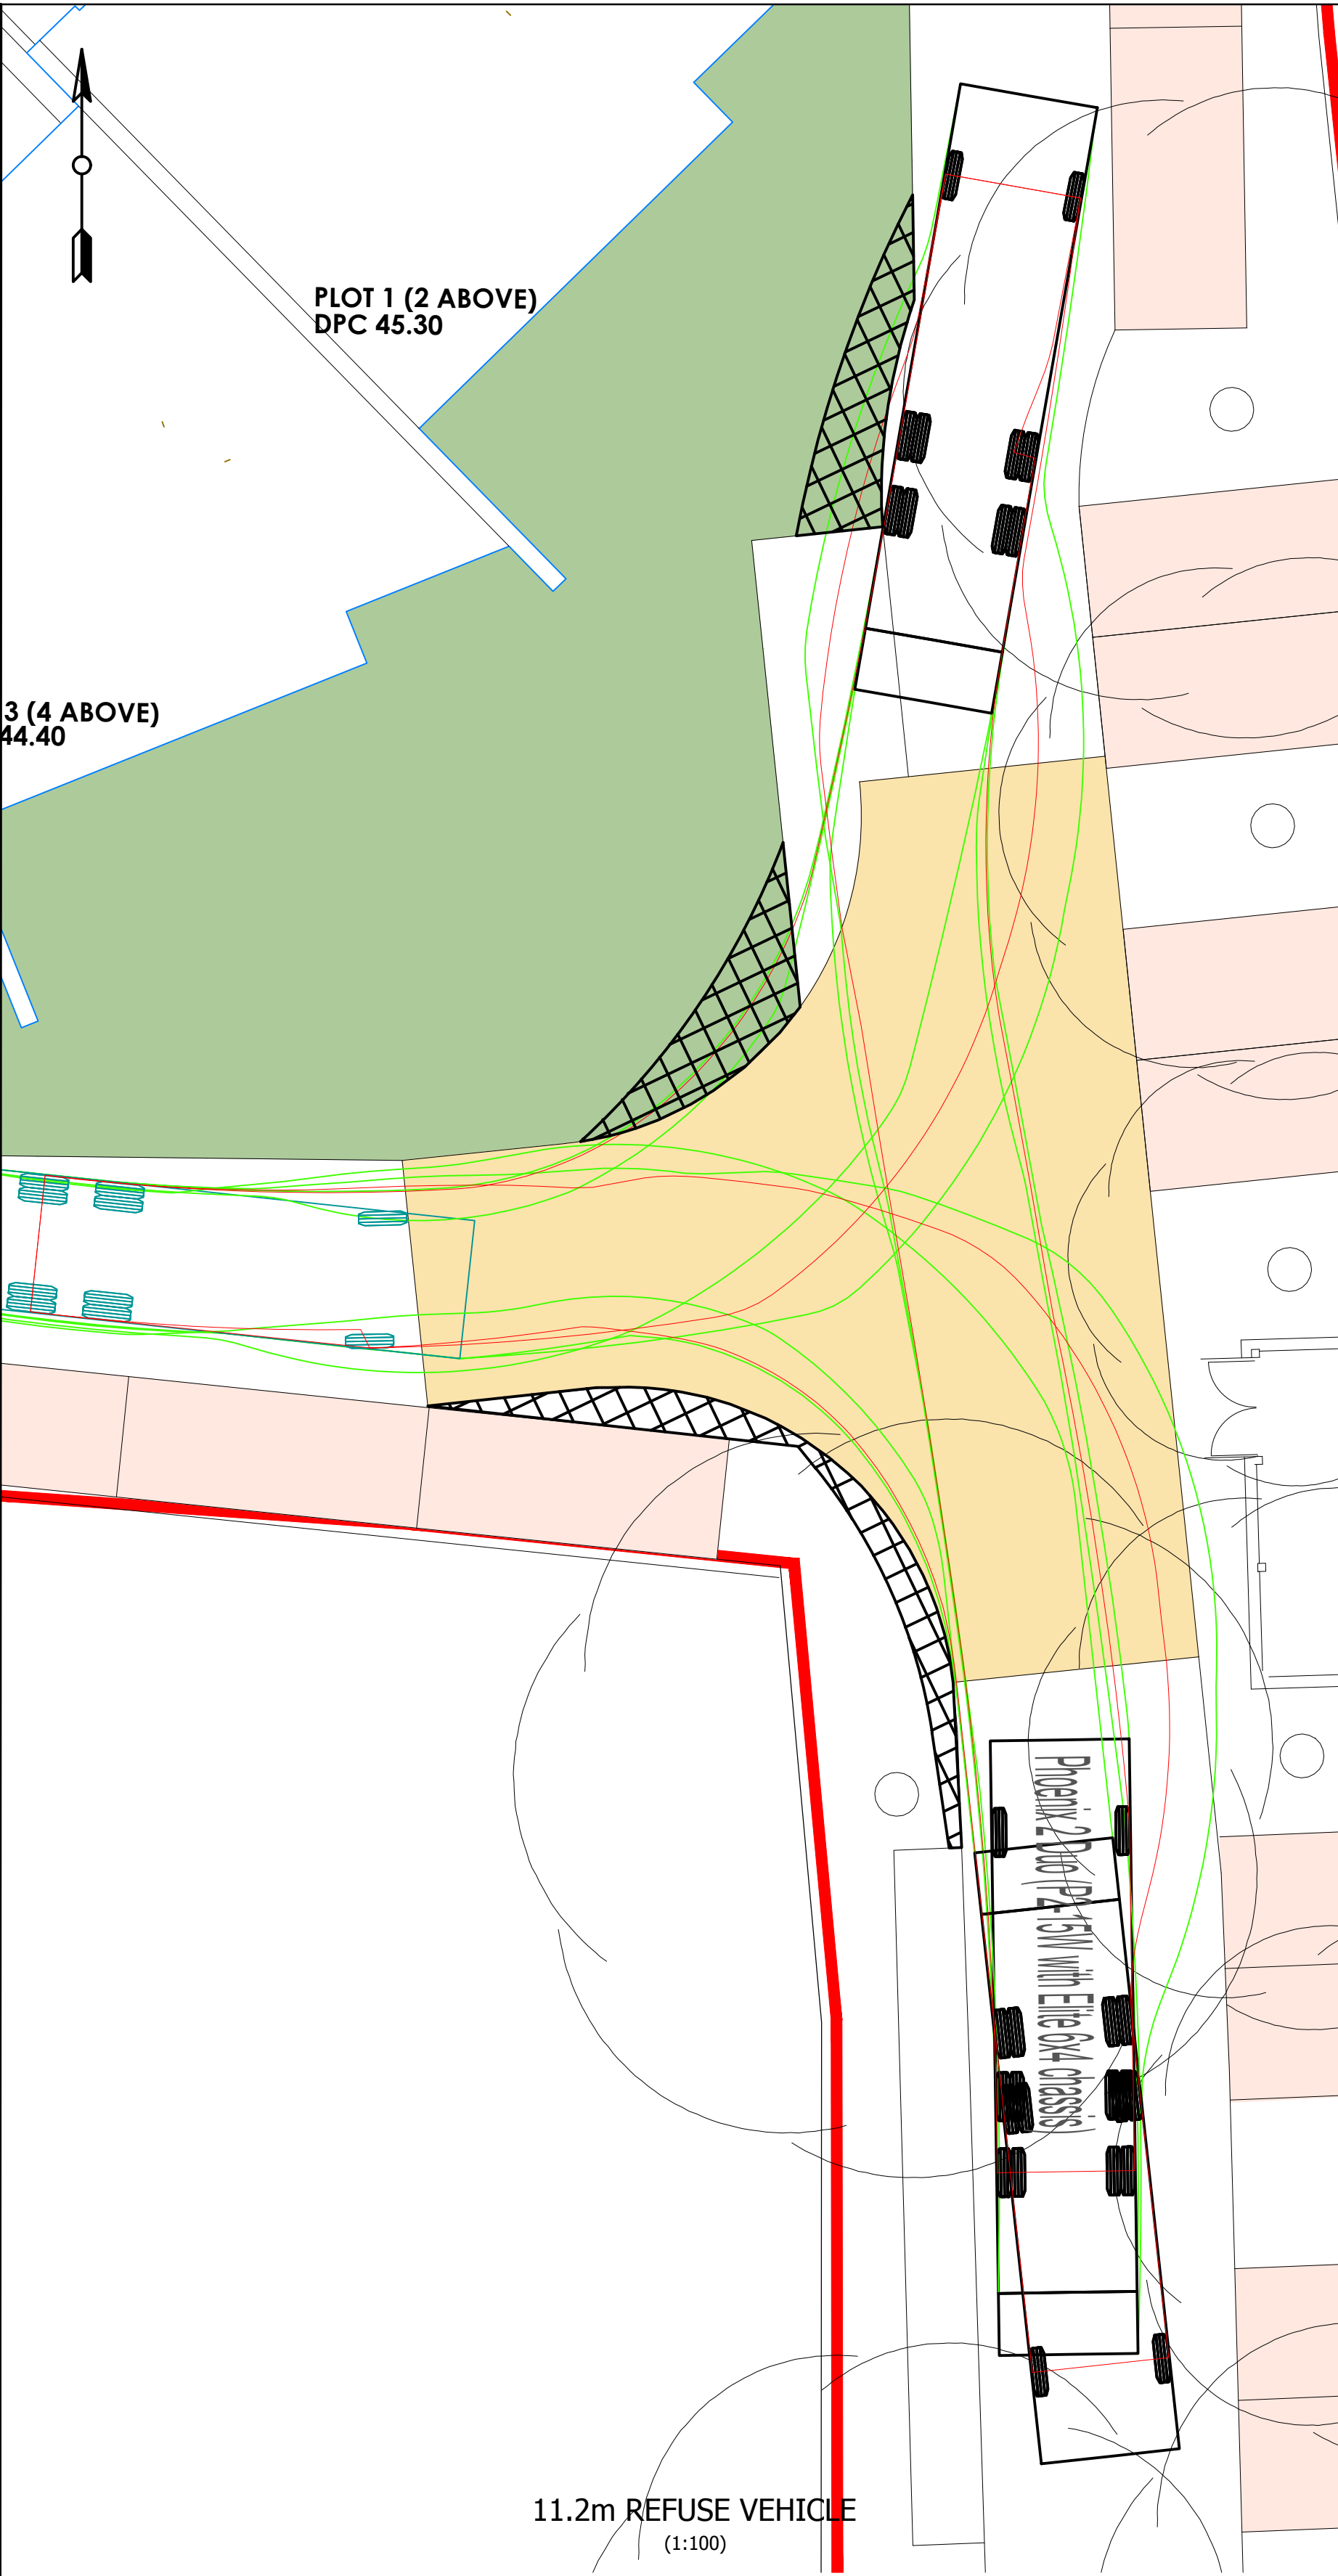 PLOT 1 (2 ABOVE)
DPC 45.30
3 (4 ABOVE)
44.40
Phoenix 2 Duo (P2-15W with Elite 6x4 chassis)
11.2m REFUSE VEHICLE
(1:100)